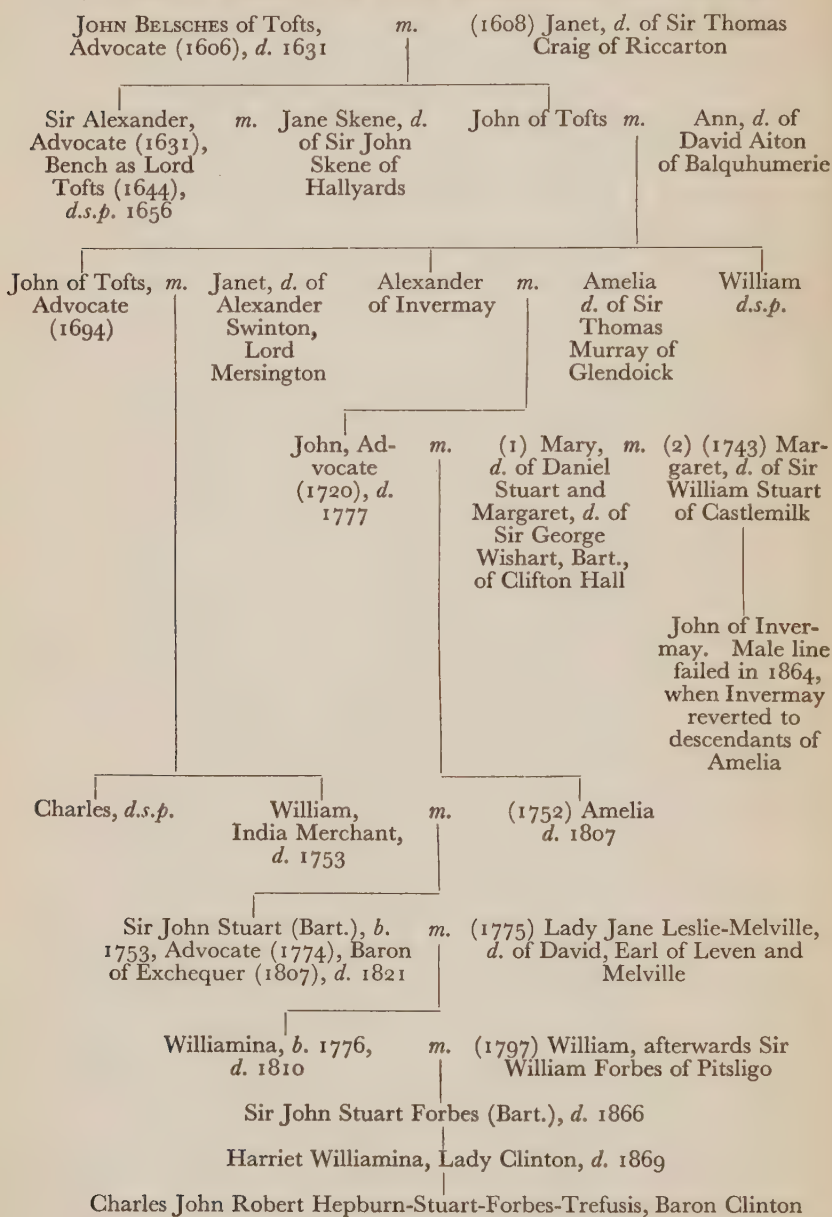 JOHN BELSCHES of Tofts, m. (1608) Janet, d. of Sir Thomas
Advocate (1606), d. 1631 Craig of Riccarton
Sir Alexander,
Advocate (1631),
Bench as Lord
Tofts (1644),
d.s.p. 1656
m.
Jane Skene, d.
of Sir John
Skene of
Hallyards
John of Tofts
m.
Ann, d. of
David Aiton
of Balquhumerie
John of Tofts,
Advocate
(1694)
m.
Janet, d. of
Alexander
Swinton,
Lord
Mersington
Alexander
of Invermay
m.
Amelia
d. of Sir
Thomas
Murray of
Glendoick
William
d.s.p.
John, Ad-
vocate
(1720), d.
1777
m.
(1) Mary,
d. of Daniel
Stuart and
Margaret, d. of
Sir George
Wishart, Bart.,
of Clifton Hall
m.
(2) (1743) Mar-
garet, d. of Sir
William Stuart
of Castlemilk
John of Inver-
may. Male line
failed in 1864,
when Invermay
reverted to
descendants of
Amelia
Charles, d.s.p.
William,
India Merchant,
d. 1753
m.
(1752) Amelia
d. 1807
Sir John Stuart (Bart.), b.
1753, Advocate (1774), Baron
of Exchequer (1807), d. 1821
m.
(1775) Lady Jane Leslie-Melville,
d. of David, Earl of Leven and
Melville
Williamina, b. 1776,
d. 1810
m.
(1797) William, afterwards Sir
William Forbes of Pitsligo
Sir John Stuart Forbes (Bart.), d. 1866
Harriet Williamina, Lady Clinton, d. 1869
Charles John Robert Hepburn-Stuart-Forbes-Trefusis, Baron Clinton